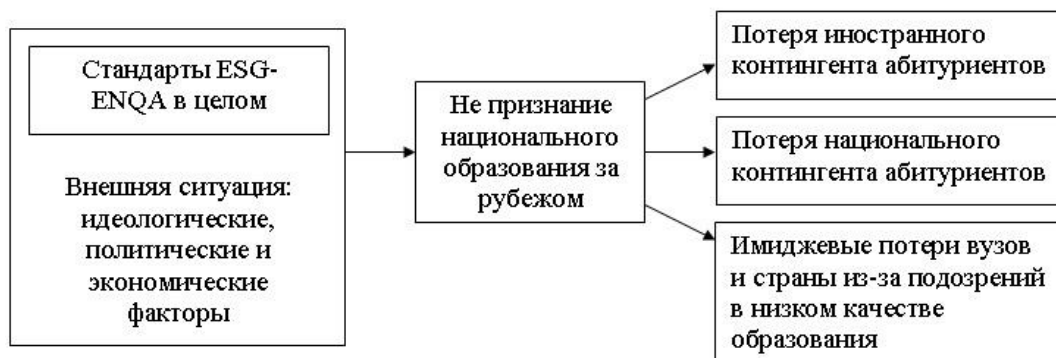 Стандарты ESG-
ENQA в целом
Внешняя ситуация:
идеологические,
политические и
экономические
факторы
Не признание
национального
образования за
рубежом
Потеря иностранного
контингента абитуриентов
Потеря национального
контингента абитуриентов
Имиджевые потери вузов
и страны из-за подозрений
в низком качестве
образования